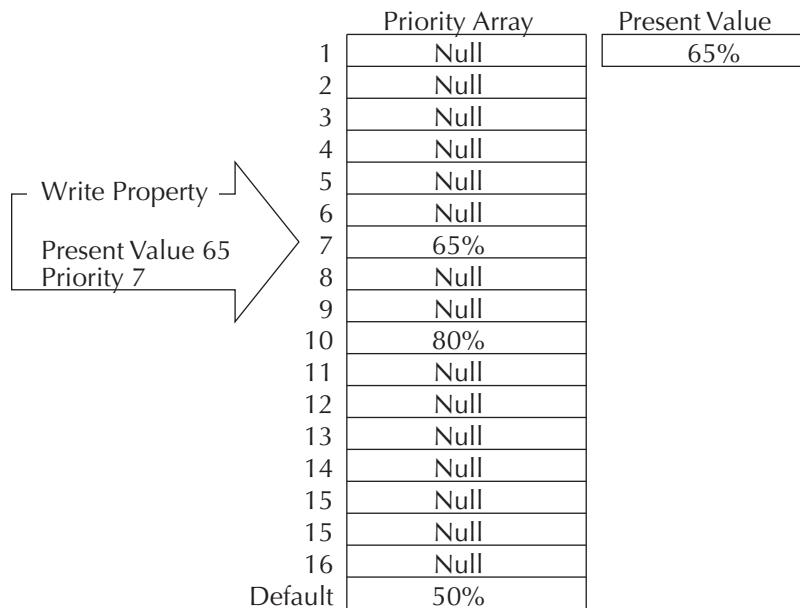 Priority Array Present Value
1 Null 65%
2 Null
3 Null
4 Null
5 Null
6 Null
7 65%
8 Null
9 Null
10 80%
11 Null
12 Null
13 Null
14 Null
15 Null
15 Null
16 Null
Default 50%
Write Property
Present Value 65
Priority 7